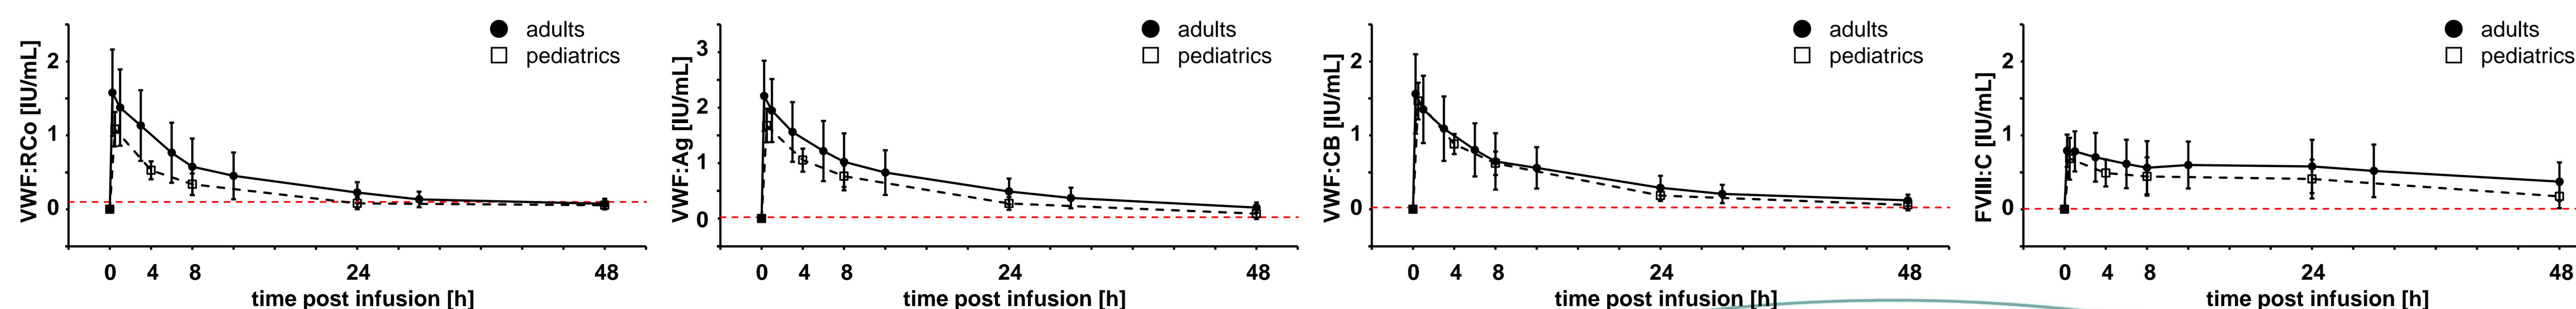 VWF:RCo [IU/mL]
2
1
0
adults
pediatrics
0 4 8 24 48
time post infusion [h]
VWF:Ag [IU/mL]
3
2
1
0
adults
pediatrics
0 4 8 24 48
time post infusion [h]
VWF:CB [IU/mL]
2
1
0
adults
pediatrics
0 4 8 24 48
time post infusion [h]
FVIII:C [IU/mL]
2
1
0
adults
pediatrics
0 4 8 24 48
time post infusion [h]